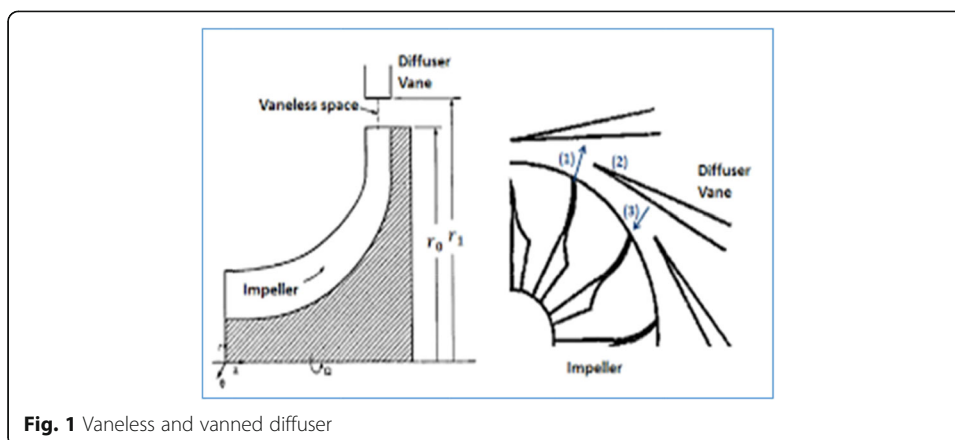 Diffuser
Vane
Vaneless space
r₀ r₁
Impeller
r
θ
Ω
(1)
(2)
Diffuser
Vane
(3)
Impeller
Fig. 1 Vaneless and vanned diffuser